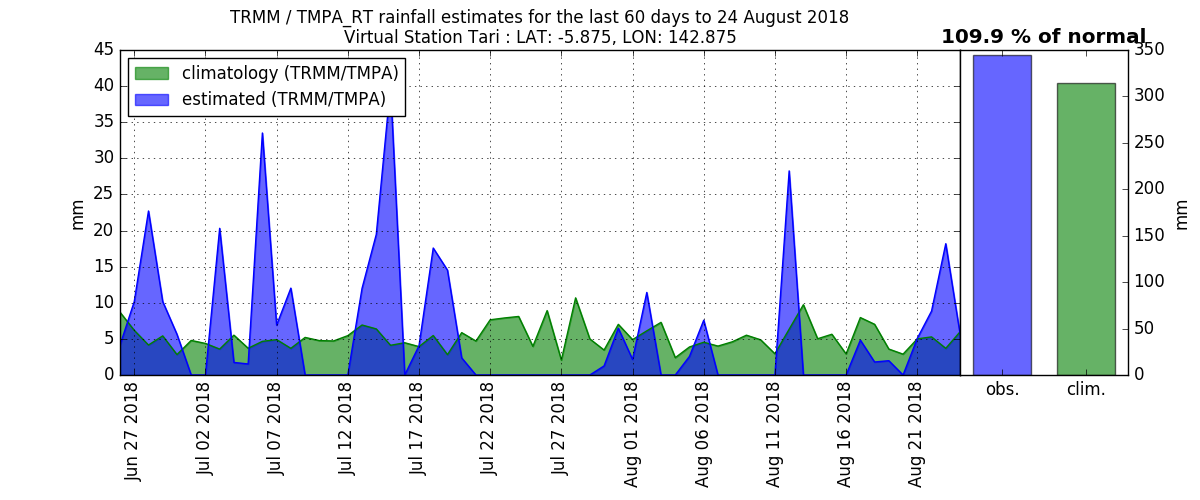 TRMM / TMPA_RT rainfall estimates for the last 60 days to 24 August 2018
Virtual Station Tari : LAT: -5.875, LON: 142.875
109.9 % of normal
climatology (TRMM/TMPA)
estimated (TRMM/TMPA)
mm
45
40
35
30
25
20
15
10
5
0
Jun 27 2018
Jul 02 2018
Jul 07 2018
Jul 12 2018
Jul 17 2018
Jul 22 2018
Jul 27 2018
Aug 01 2018
Aug 06 2018
Aug 11 2018
Aug 16 2018
Aug 21 2018
obs.
clim.
350
300
250
200
150
100
50
0
mm